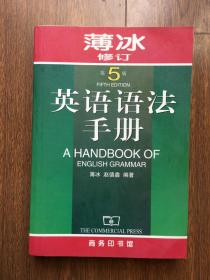 薄冰
修订
第5版
FIFTH EDITION
英语语法
手册
A HANDBOOK OF
ENGLISH GRAMMAR
薄冰 赵德鑫 编著
THE COMMERCIAL PRESS
商务印书馆